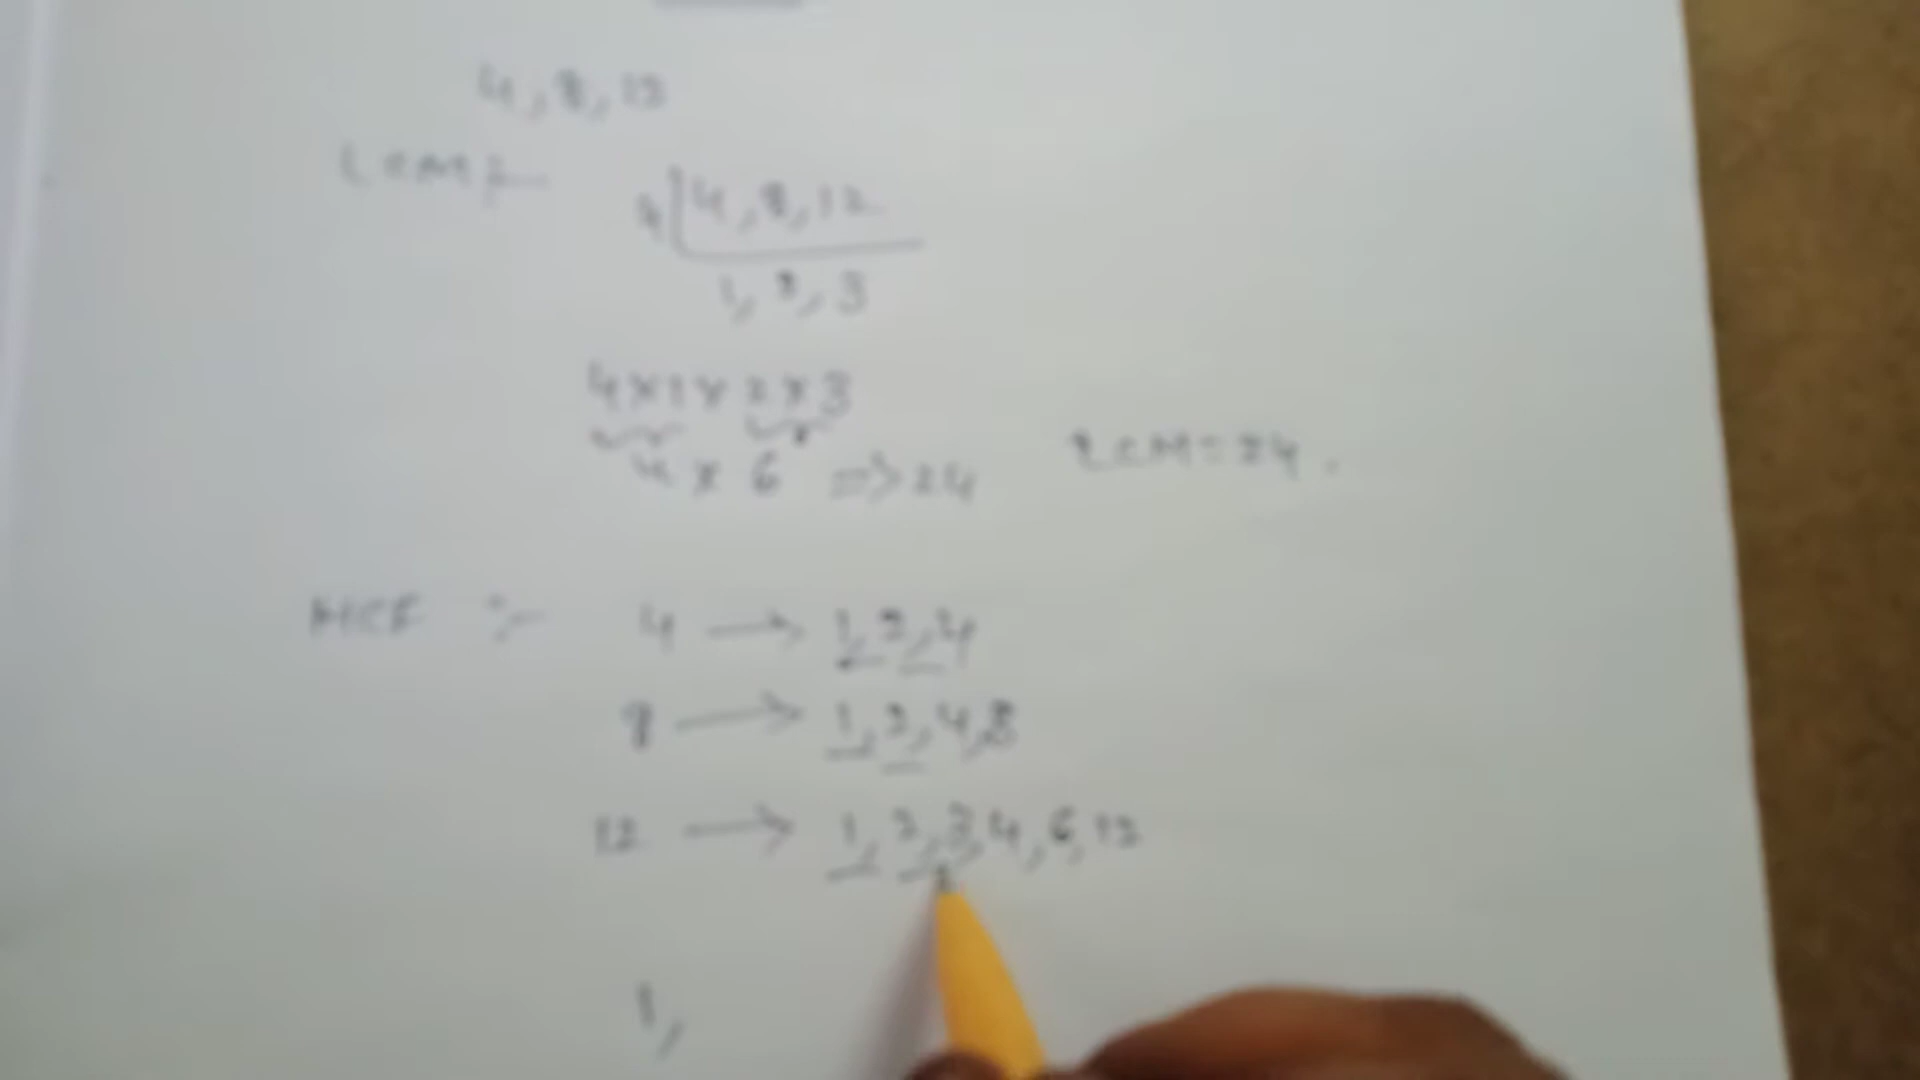 4, 8, 12
LCM :-
4 | 4, 8, 12
1, 2, 3
4 x 1 x 2 x 3
4 x 6 => 24
LCM = 24.
HCF :- 4 → 1, 2, 4
8 → 1, 2, 4, 8
12 → 1, 2, 3, 4, 6, 12
1,